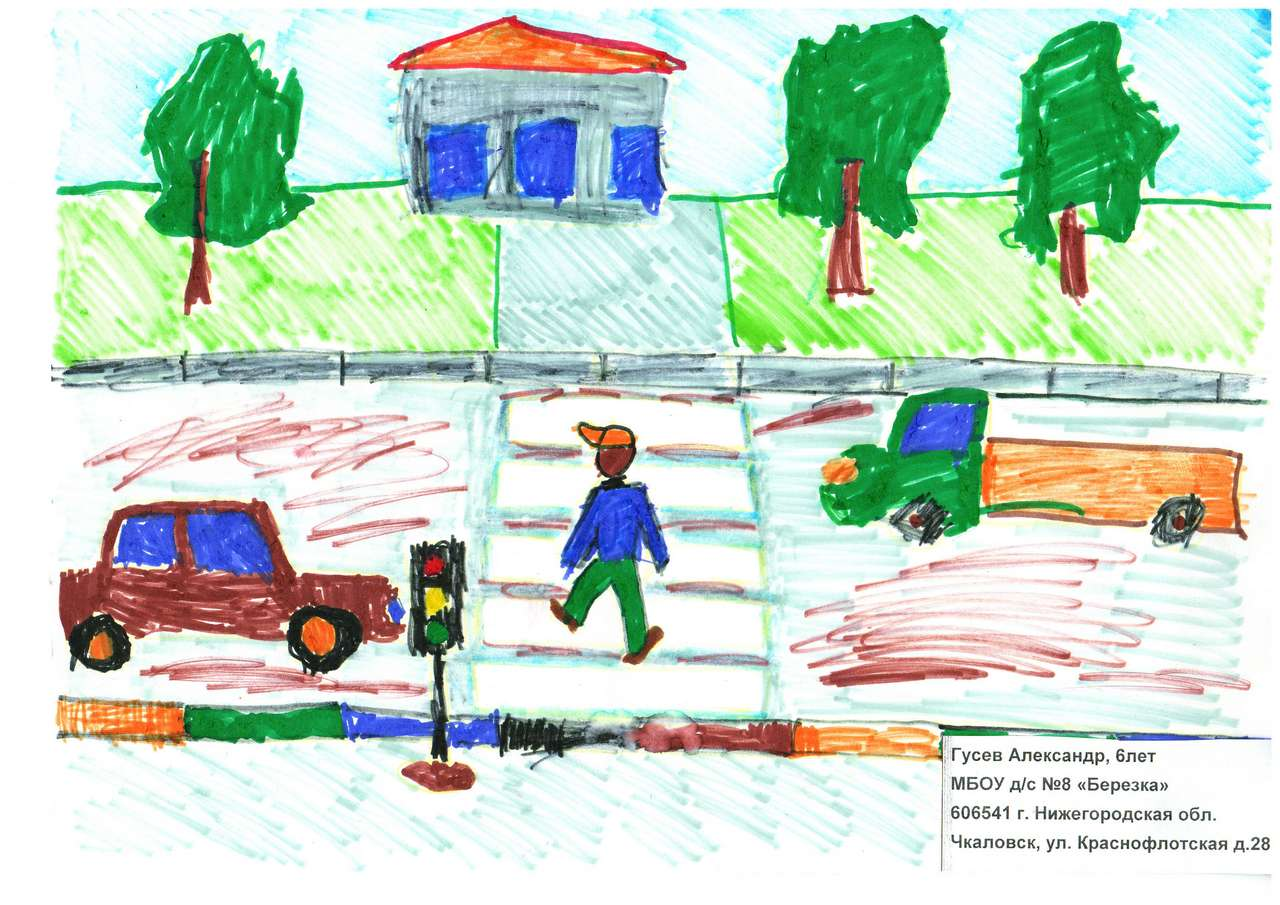 Гусев Александр, 6лет
МБОУ д/с №8 «Березка»
606541 г. Нижегородская обл.
Чкаловск, ул. Краснофлотская д.28